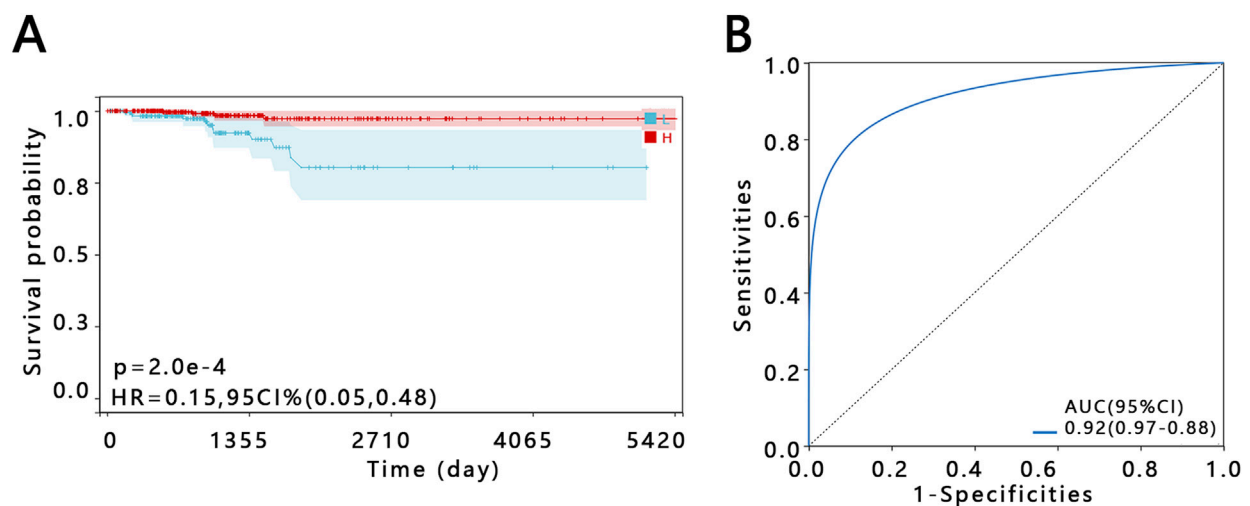 A
Survival probability
1.0
0.8
0.5
0.3
0.0
L
H
p=2.0e-4
HR=0.15,95CI%(0.05,0.48)
0 1355 2710 4065 5420
Time (day)
B
Sensitivities
1.0
0.8
0.6
0.4
0.2
0.0
AUC(95%CI)
0.92(0.97-0.88)
0.0 0.2 0.4 0.6 0.8 1.0
1-Specificities